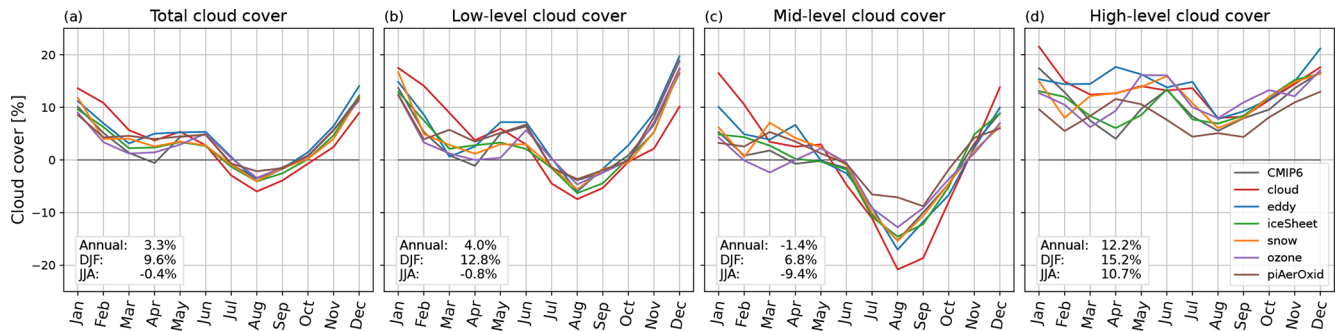 (a) Total cloud cover
(b) Low-level cloud cover
(c) Mid-level cloud cover
(d) High-level cloud cover
Cloud cover [%]
20
10
0
−10
−20
Annual: 3.3%
DJF: 9.6%
JJA: -0.4%
Jan
Feb
Mar
Apr
May
Jun
Jul
Aug
Sep
Oct
Nov
Dec
Annual: 4.0%
DJF: 12.8%
JJA: -0.8%
Jan
Feb
Mar
Apr
May
Jun
Jul
Aug
Sep
Oct
Nov
Dec
Annual: -1.4%
DJF: 6.8%
JJA: -9.4%
Jan
Feb
Mar
Apr
May
Jun
Jul
Aug
Sep
Oct
Nov
Dec
Annual: 12.2%
DJF: 15.2%
JJA: 10.7%
CMIP6
cloud
eddy
iceSheet
snow
ozone
piAerOxid
Jan
Feb
Mar
Apr
May
Jun
Jul
Aug
Sep
Oct
Nov
Dec